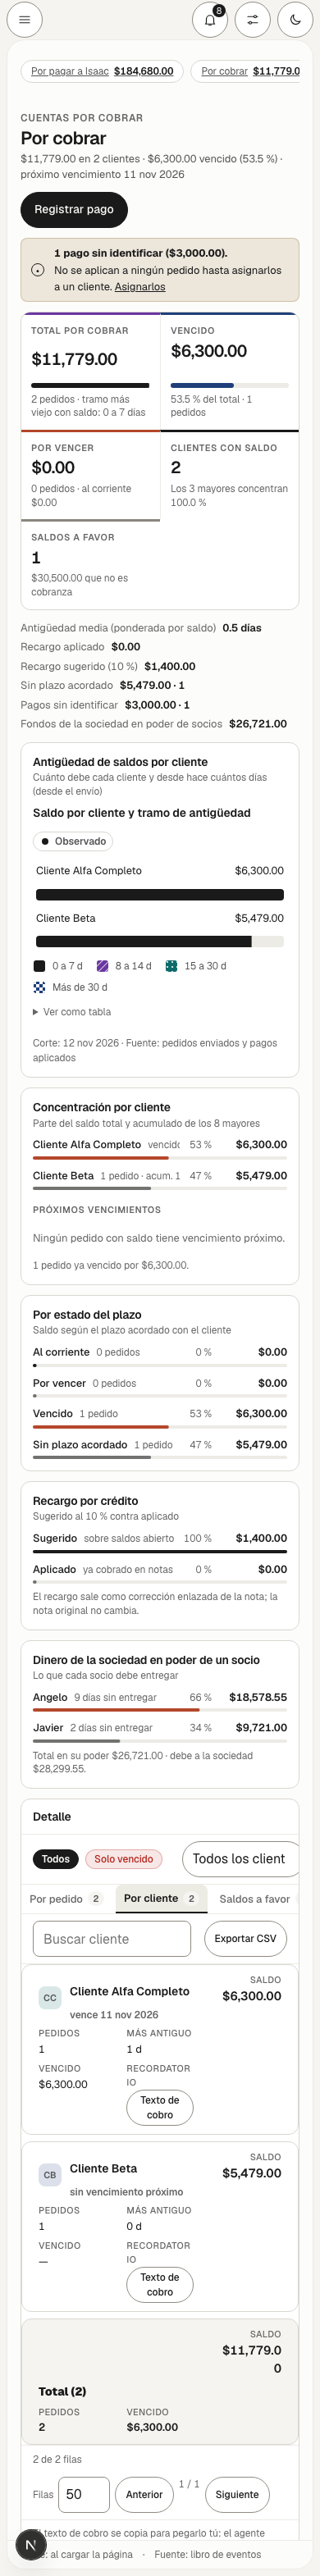 8
Por pagar a Isaac $184,680.00 Por cobrar $11,779.0
CUENTAS POR COBRAR
Por cobrar
$11,779.00 en 2 clientes · $6,300.00 vencido (53.5 %) ·
próximo vencimiento 11 nov 2026
Registrar pago
1 pago sin identificar ($3,000.00).
No se aplican a ningún pedido hasta asignarlos
a un cliente. Asignarlos
TOTAL POR COBRAR
$11,779.00
2 pedidos · tramo más
viejo con saldo: 0 a 7 días
VENCIDO
$6,300.00
53.5 % del total · 1
pedidos
POR VENCER
$0.00
0 pedidos · al corriente
$0.00
CLIENTES CON SALDO
2
Los 3 mayores concentran
100.0 %
SALDOS A FAVOR
1
$30,500.00 que no es
cobranza
Antigüedad media (ponderada por saldo) 0.5 días
Recargo aplicado $0.00
Recargo sugerido (10 %) $1,400.00
Sin plazo acordado $5,479.00 · 1
Pagos sin identificar $3,000.00 · 1
Fondos de la sociedad en poder de socios $26,721.00
Antigüedad de saldos por cliente
Cuánto debe cada cliente y desde hace cuántos días
(desde el envío)
Saldo por cliente y tramo de antigüedad
Observado
Cliente Alfa Completo $6,300.00
Cliente Beta $5,479.00
0 a 7 d 8 a 14 d 15 a 30 d
Más de 30 d
Ver como tabla
Corte: 12 nov 2026 · Fuente: pedidos enviados y pagos
aplicados
Concentración por cliente
Parte del saldo total y acumulado de los 8 mayores
Cliente Alfa Completo vencido 53 % $6,300.00
Cliente Beta 1 pedido · acum. 1 47 % $5,479.00
PRÓXIMOS VENCIMIENTOS
Ningún pedido con saldo tiene vencimiento próximo.
1 pedido ya vencido por $6,300.00.
Por estado del plazo
Saldo según el plazo acordado con el cliente
Al corriente 0 pedidos 0 % $0.00
Por vencer 0 pedidos 0 % $0.00
Vencido 1 pedido 53 % $6,300.00
Sin plazo acordado 1 pedido 47 % $5,479.00
Recargo por crédito
Sugerido al 10 % contra aplicado
Sugerido sobre saldos abierto 100 % $1,400.00
Aplicado ya cobrado en notas 0 % $0.00
El recargo sale como corrección enlazada de la nota; la
nota original no cambia.
Dinero de la sociedad en poder de un socio
Lo que cada socio debe entregar
Angelo 9 días sin entregar 66 % $18,578.55
Javier 2 días sin entregar 34 % $9,721.00
Total en su poder $26,721.00 · debe a la sociedad
$28,299.55.
Detalle
Todos Solo vencido Todos los client
Por pedido 2 Por cliente 2 Saldos a favor
Buscar cliente Exportar CSV
CC Cliente Alfa Completo
vence 11 nov 2026
SALDO
$6,300.00
PEDIDOS MÁS ANTIGUO
1 1 d
VENCIDO RECORDATOR
IO
$6,300.00
Texto de
cobro
CB Cliente Beta
sin vencimiento próximo
SALDO
$5,479.00
PEDIDOS MÁS ANTIGUO
1 0 d
VENCIDO RECORDATOR
IO
—
Texto de
cobro
SALDO
$11,779.0
0
Total (2)
PEDIDOS VENCIDO
2 $6,300.00
2 de 2 filas
Filas 50 Anterior 1 / 1 Siguiente
texto de cobro se copia para pegarlo tú: el agente
N
al cargar la página · Fuente: libro de eventos